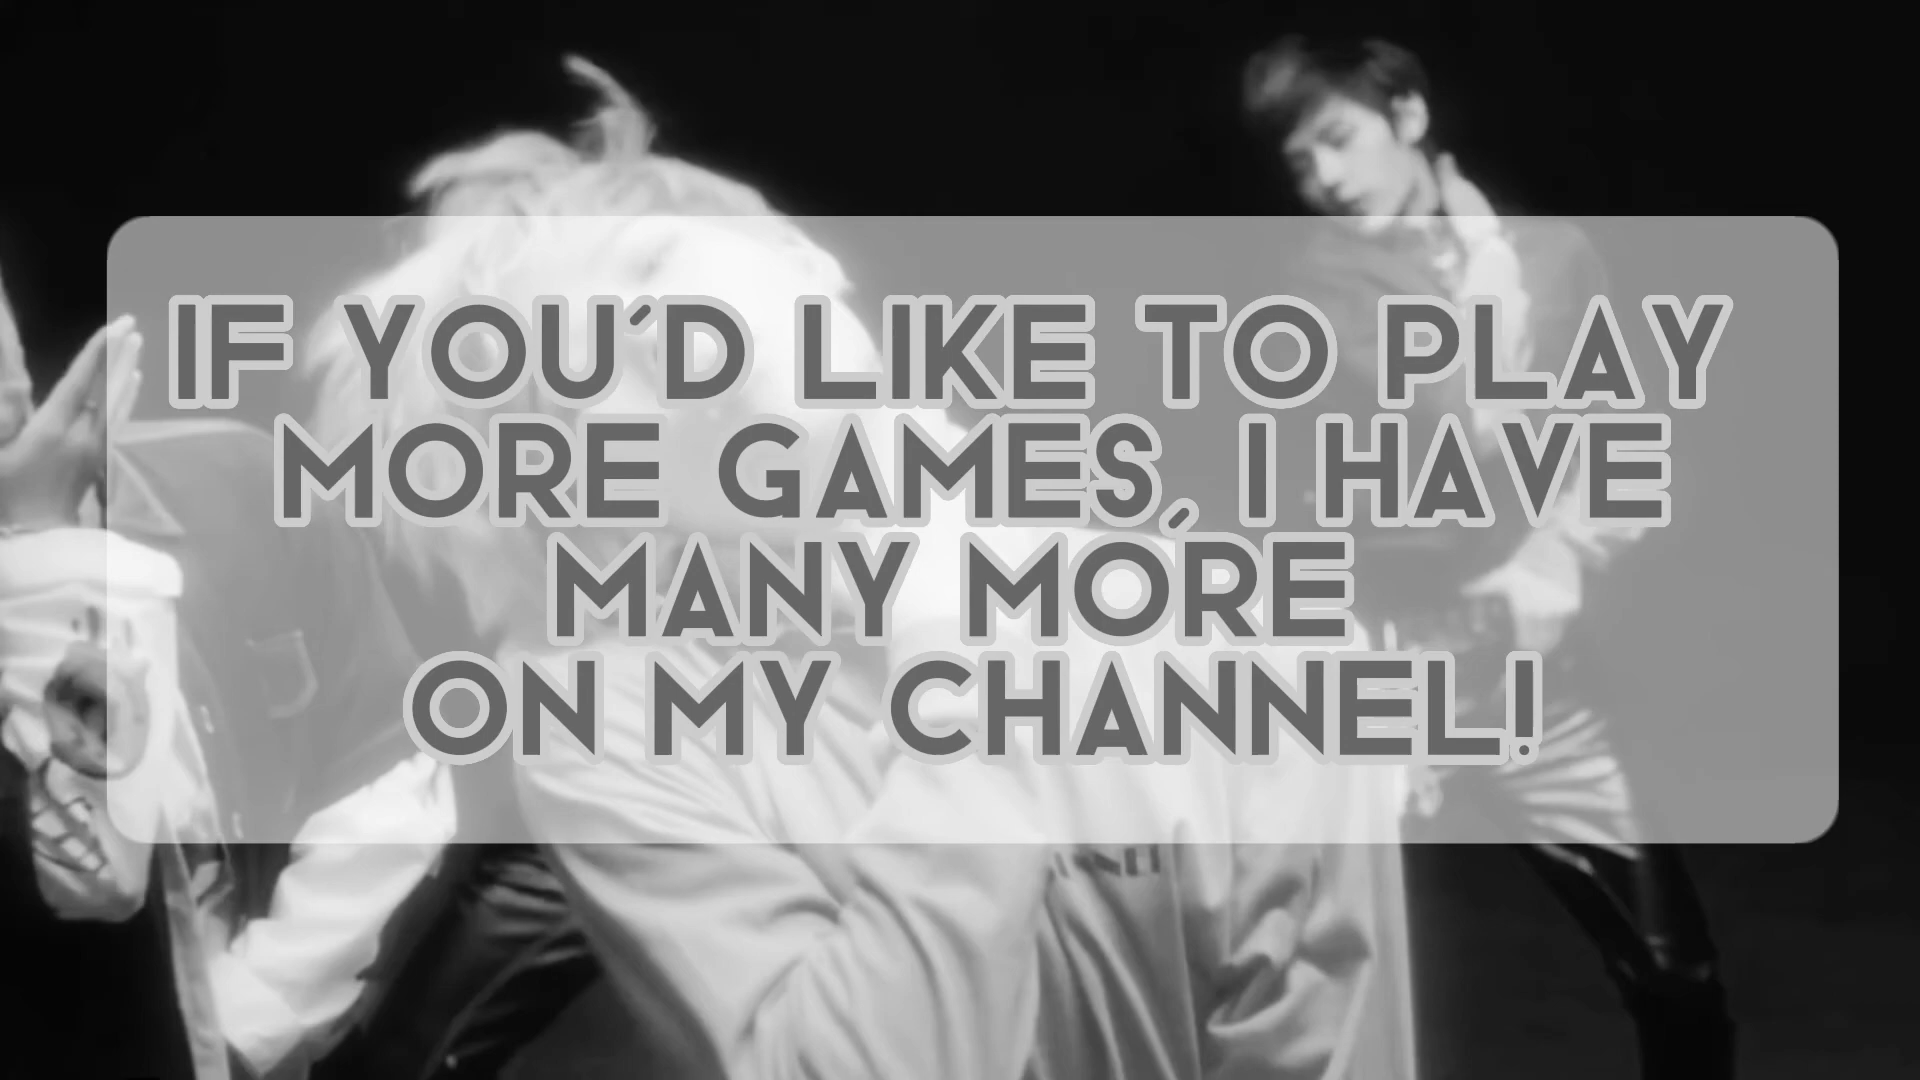 IF YOU'D LIKE TO PLAY
MORE GAMES, I HAVE
MANY MORE
ON MY CHANNEL!